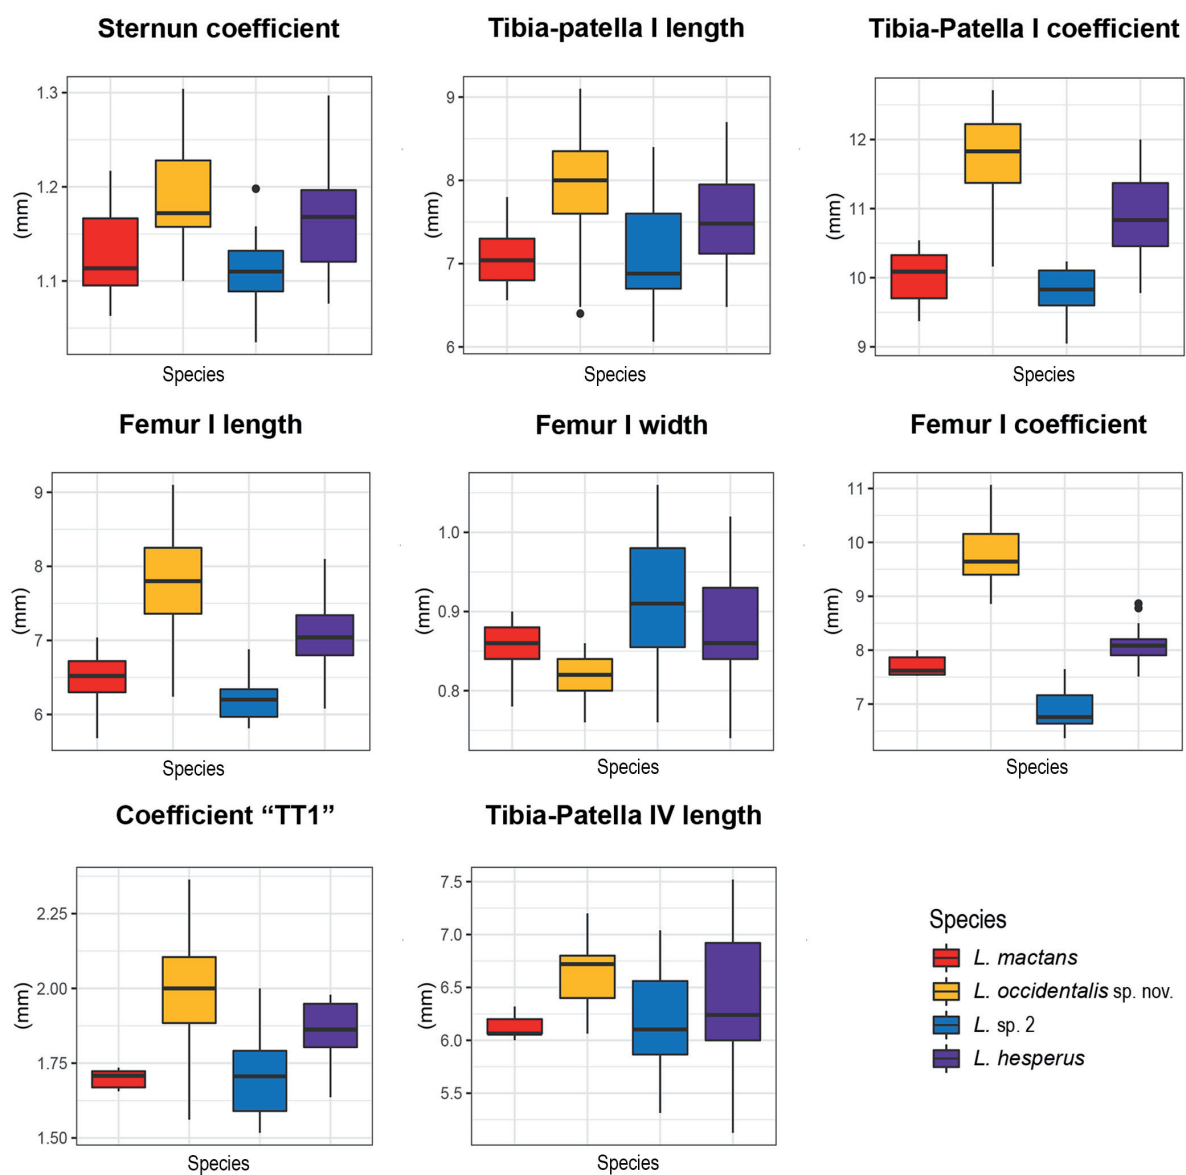 Sternun coefficient
Tibia-patella I length
Tibia-Patella I coefficient
(mm)
1.3
1.2
1.1
Species
(mm)
9
8
7
6
Species
(mm)
12
11
10
9
Species
Femur I length
Femur I width
Femur I coefficient
(mm)
9
8
7
6
Species
(mm)
1.0
0.9
0.8
Species
(mm)
11
10
9
8
7
Species
Coefficient “TT1”
Tibia-Patella IV length
(mm)
2.25
2.00
1.75
1.50
Species
(mm)
7.5
7.0
6.5
6.0
5.5
Species
Species
L. mactans
L. occidentalis sp. nov.
L. sp. 2
L. hesperus